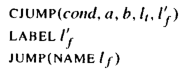 CJUMP(cond, a, b, lₜ, l′f)
LABEL l′f
JUMP(NAME lf)